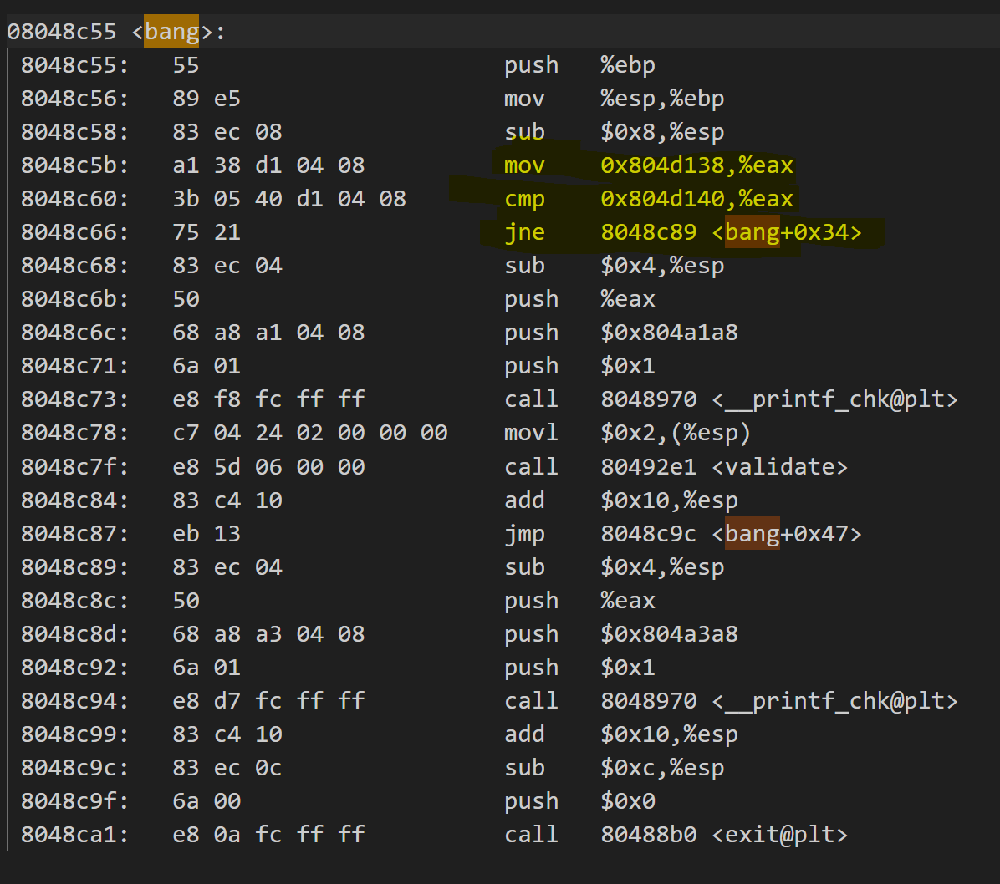 08048c55 <bang>:
8048c55: 55 push %ebp
8048c56: 89 e5 mov %esp,%ebp
8048c58: 83 ec 08 sub $0x8,%esp
8048c5b: a1 38 d1 04 08 mov 0x804d138,%eax
8048c60: 3b 05 40 d1 04 08 cmp 0x804d140,%eax
8048c66: 75 21 jne 8048c89 <bang+0x34>
8048c68: 83 ec 04 sub $0x4,%esp
8048c6b: 50 push %eax
8048c6c: 68 a8 a1 04 08 push $0x804a1a8
8048c71: 6a 01 push $0x1
8048c73: e8 f8 fc ff ff call 8048970 <__printf_chk@plt>
8048c78: c7 04 24 02 00 00 00 movl $0x2,(%esp)
8048c7f: e8 5d 06 00 00 call 80492e1 <validate>
8048c84: 83 c4 10 add $0x10,%esp
8048c87: eb 13 jmp 8048c9c <bang+0x47>
8048c89: 83 ec 04 sub $0x4,%esp
8048c8c: 50 push %eax
8048c8d: 68 a8 a3 04 08 push $0x804a3a8
8048c92: 6a 01 push $0x1
8048c94: e8 d7 fc ff ff call 8048970 <__printf_chk@plt>
8048c99: 83 c4 10 add $0x10,%esp
8048c9c: 83 ec 0c sub $0xc,%esp
8048c9f: 6a 00 push $0x0
8048ca1: e8 0a fc ff ff call 80488b0 <exit@plt>